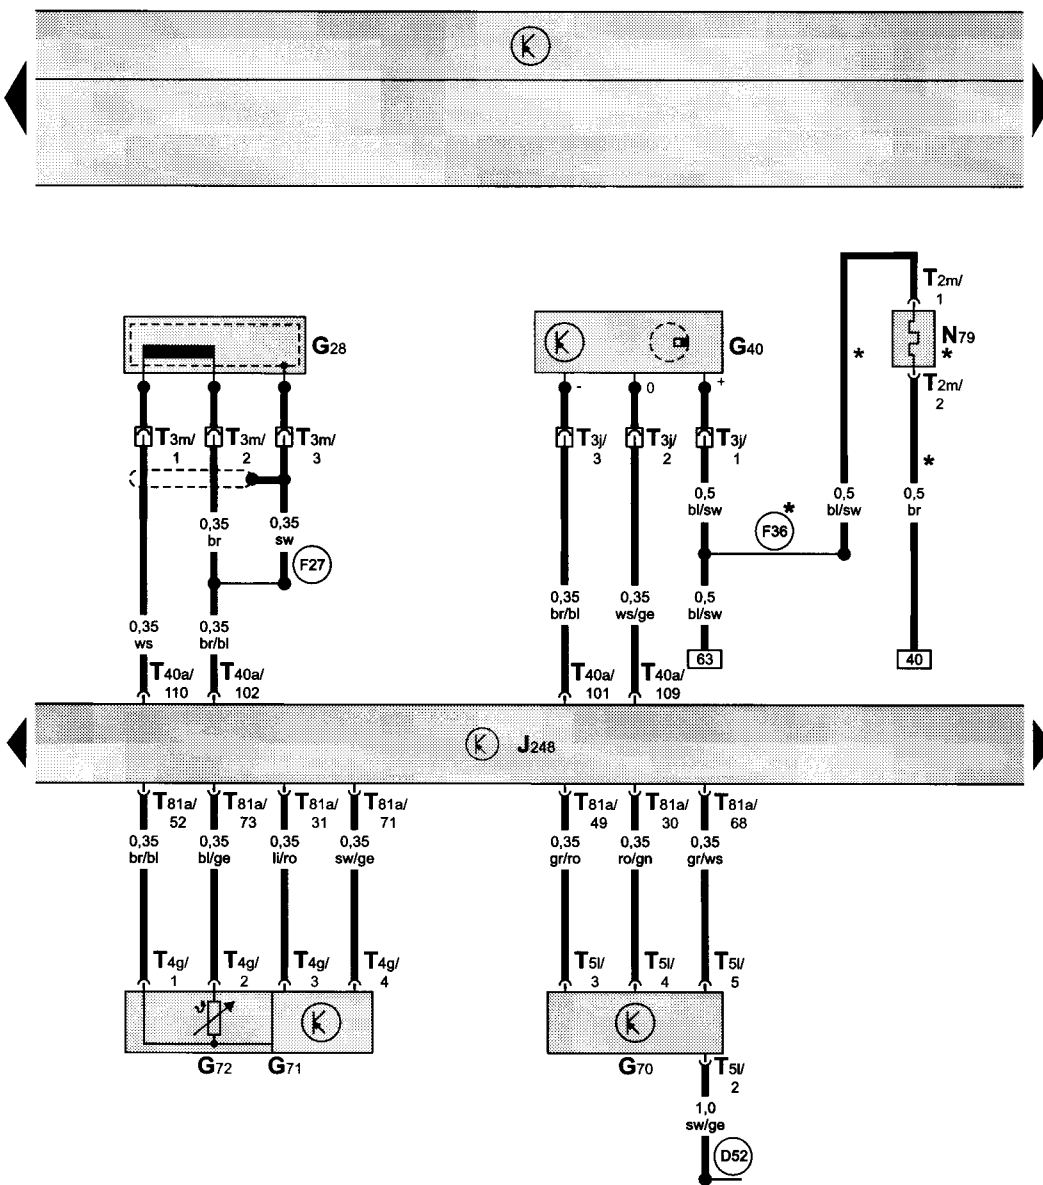 T2m/
1
G28
G40
N79
*
*
- 0 +
T2m/
2
T3m/ T3m/ T3m/
1 2 3
T3j/ T3j/ T3j/
3 2 1
*
0,35
br
0,35
sw
0,5
bl/sw
*
F36
0,5
bl/sw
0,5
br
F27
0,35
ws
0,35
br/bl
0,35
br/bl
0,35
ws/ge
0,5
bl/sw
63
40
T40a/ T40a/
110 102
T40a/ T40a/
101 109
J248
T81a/ T81a/ T81a/ T81a/
52 73 31 71
T81a/ T81a/ T81a/
49 30 68
0,35 0,35 0,35 0,35
br/bl bl/ge li/ro sw/ge
0,35 0,35 0,35
gr/ro ro/gn gr/ws
T4g/ T4g/ T4g/ T4g/
1 2 3 4
T5l/ T5l/ T5l/
3 4 5
ϑ
G72 G71
G70
T5l/
2
1,0
sw/ge
D52